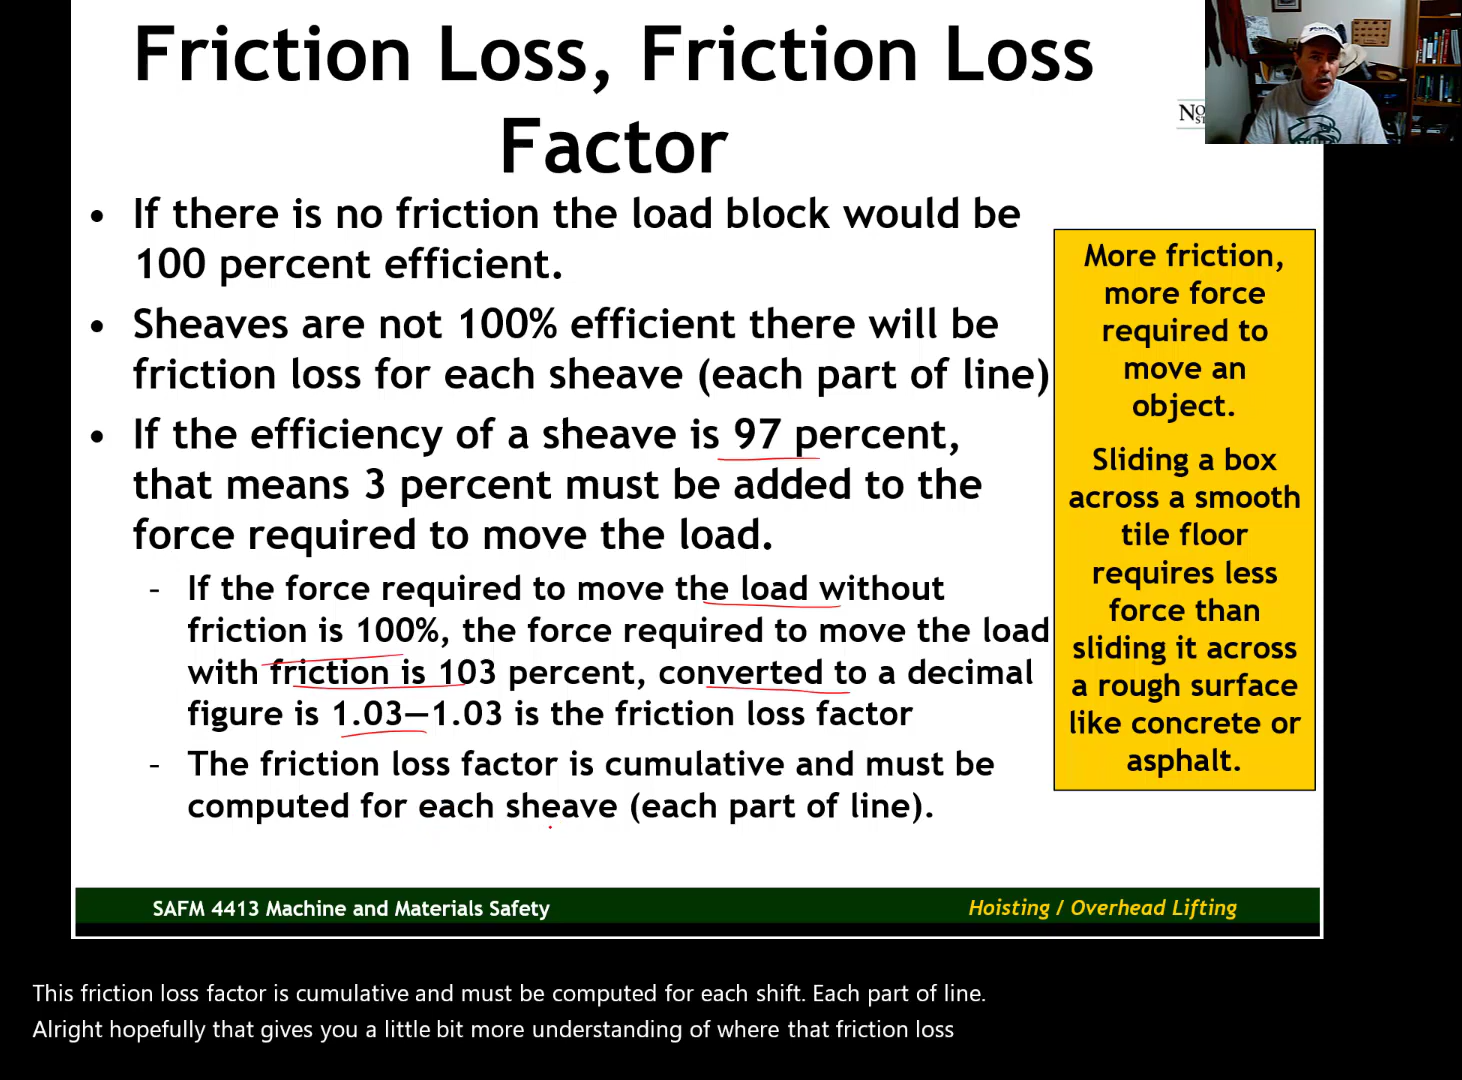 Friction Loss, Friction Loss
Factor
• If there is no friction the load block would be
100 percent efficient.
• Sheaves are not 100% efficient there will be
friction loss for each sheave (each part of line)
• If the efficiency of a sheave is 97 percent,
that means 3 percent must be added to the
force required to move the load.
- If the force required to move the load without
friction is 100%, the force required to move the load
with friction is 103 percent, converted to a decimal
figure is 1.03—1.03 is the friction loss factor
- The friction loss factor is cumulative and must be
computed for each sheave (each part of line).
More friction,
more force
required to
move an
object.
Sliding a box
across a smooth
tile floor
requires less
force than
sliding it across
a rough surface
like concrete or
asphalt.
SAFM 4413 Machine and Materials Safety
Hoisting / Overhead Lifting
This friction loss factor is cumulative and must be computed for each shift. Each part of line.
Alright hopefully that gives you a little bit more understanding of where that friction loss